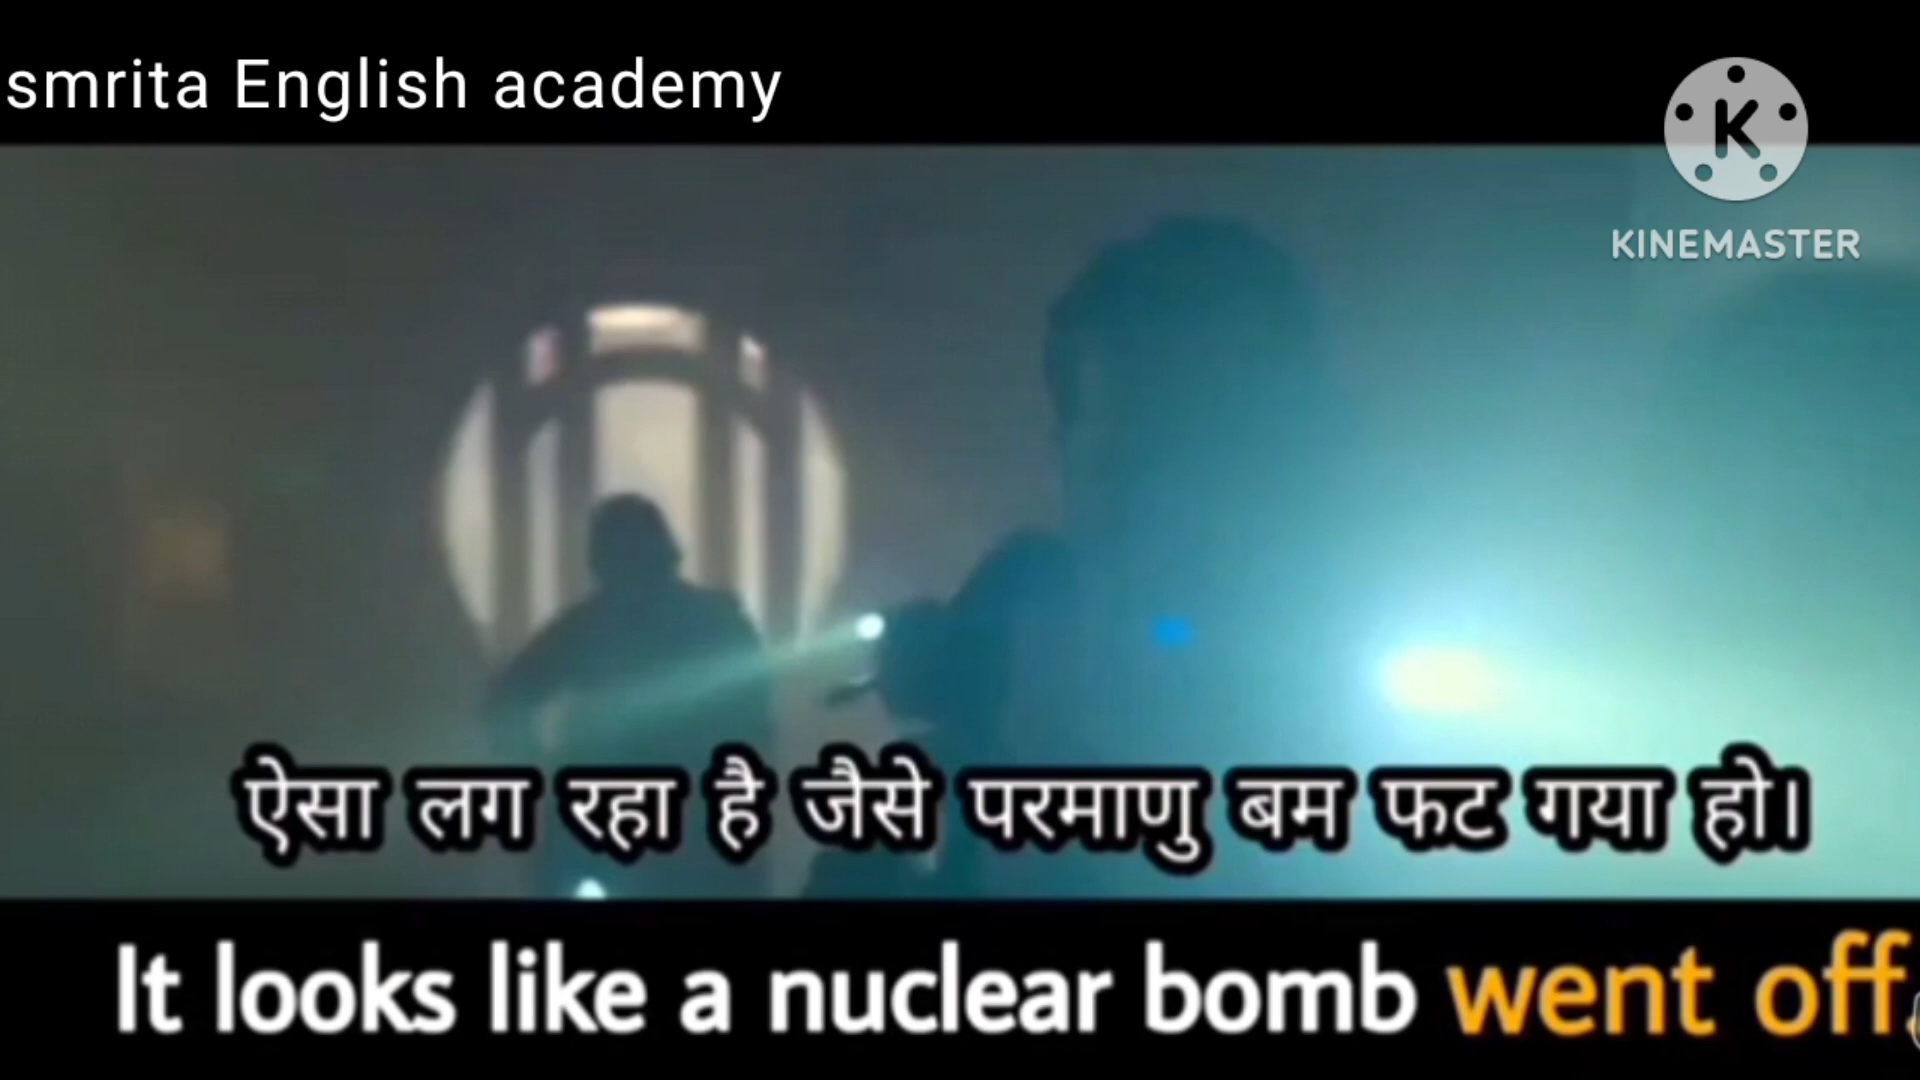 smrita English academy
K
KINEMASTER
ऐसा लग रहा है जैसे परमाणु बम फट गया हो।
It looks like a nuclear bomb went off.